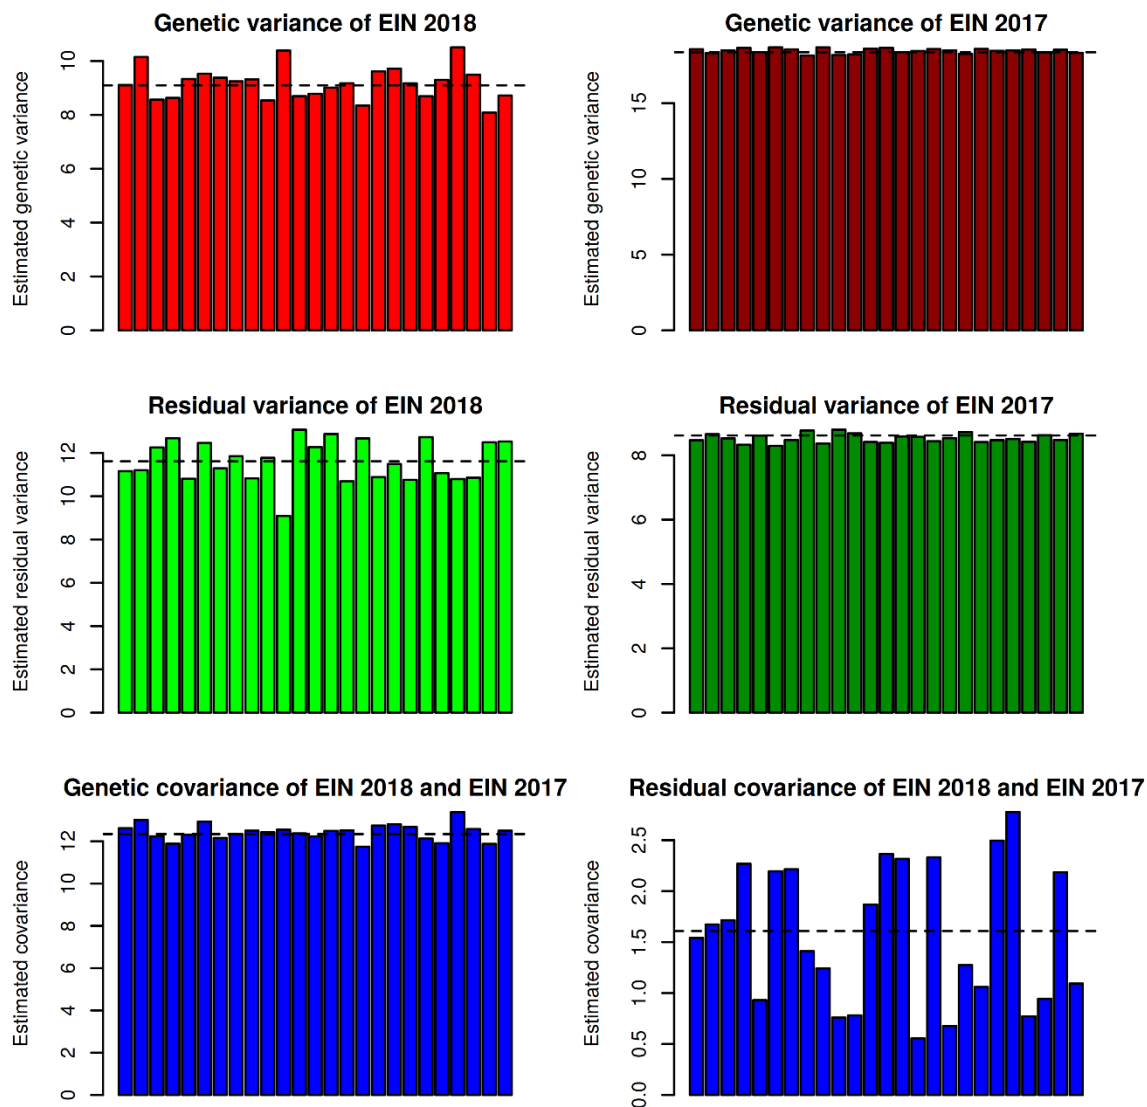 Genetic variance of EIN 2018
Estimated genetic variance
10
8
6
4
2
0
Genetic variance of EIN 2017
Estimated genetic variance
15
10
5
0
Residual variance of EIN 2018
Estimated residual variance
12
10
8
6
4
2
0
Residual variance of EIN 2017
Estimated residual variance
8
6
4
2
0
Genetic covariance of EIN 2018 and EIN 2017
Estimated covariance
12
10
8
6
4
2
0
Residual covariance of EIN 2018 and EIN 2017
Estimated covariance
2.5
2.0
1.5
1.0
0.5
0.0